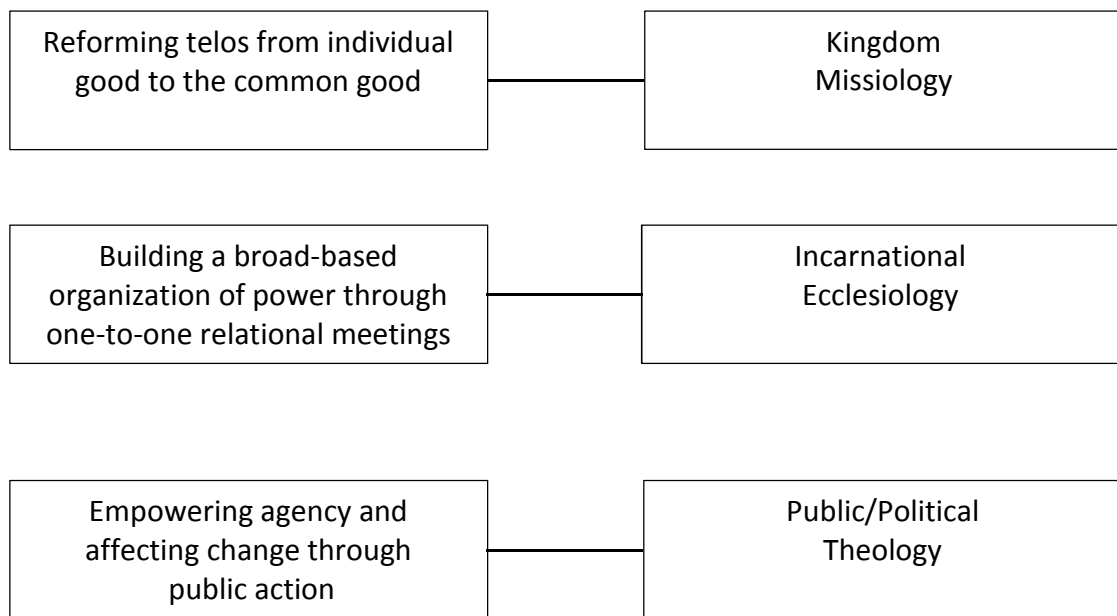 Reforming telos from individual
good to the common good
Kingdom
Missiology
Building a broad-based
organization of power through
one-to-one relational meetings
Incarnational
Ecclesiology
Empowering agency and
affecting change through
public action
Public/Political
Theology